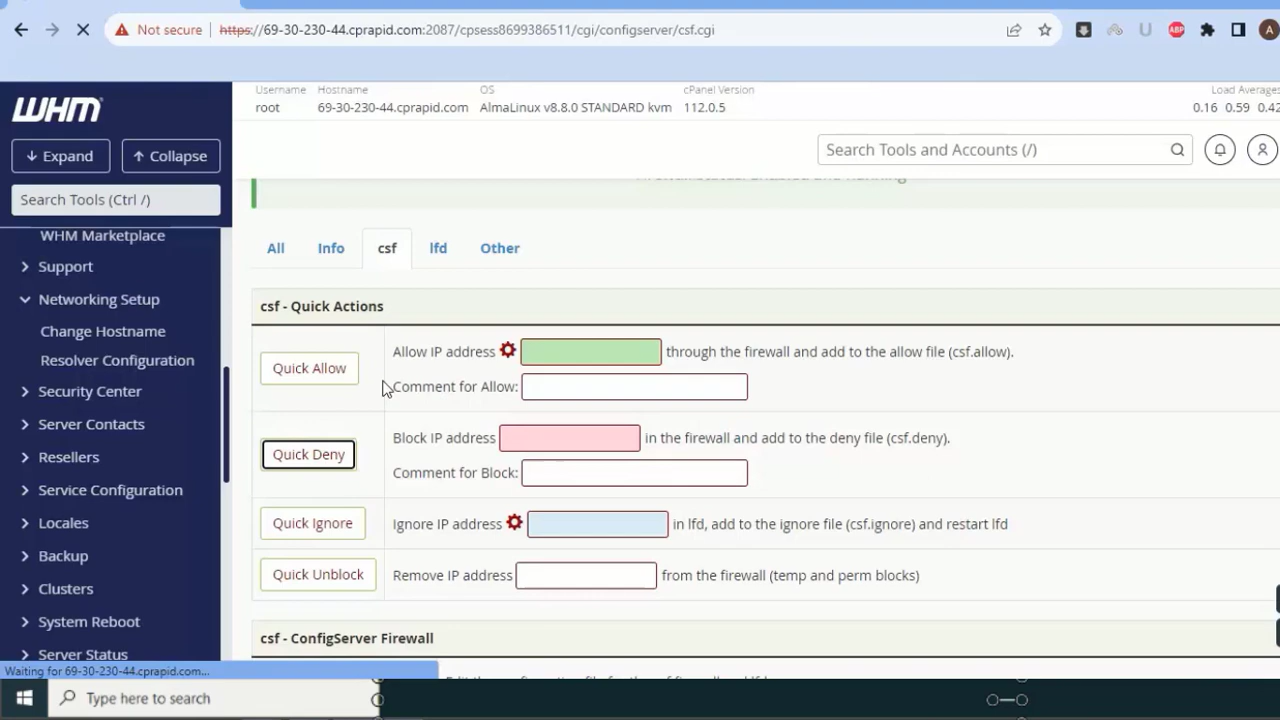 Not secure https://69-30-230-44.cprapid.com:2087/cpsess8699386511/cgi/configserver/csf.cgi
U ABP A
WHM
Username Hostname OS cPanel Version Load Averages
root 69-30-230-44.cprapid.com AlmaLinux v8.8.0 STANDARD kvm 112.0.5 0.16 0.59 0.42
Expand Collapse
Search Tools and Accounts (/)
Search Tools (Ctrl /)
WHM Marketplace
Support
Networking Setup
Change Hostname
Resolver Configuration
Security Center
Server Contacts
Resellers
Service Configuration
Locales
Backup
Clusters
System Reboot
Server Status
All Info csf lfd Other
csf - Quick Actions
Quick Allow
Allow IP address through the firewall and add to the allow file (csf.allow).
Comment for Allow:
Quick Deny
Block IP address in the firewall and add to the deny file (csf.deny).
Comment for Block:
Quick Ignore
Ignore IP address in lfd, add to the ignore file (csf.ignore) and restart lfd
Quick Unblock
Remove IP address from the firewall (temp and perm blocks)
csf - ConfigServer Firewall
Waiting for 69-30-230-44.cprapid.com...
Type here to search